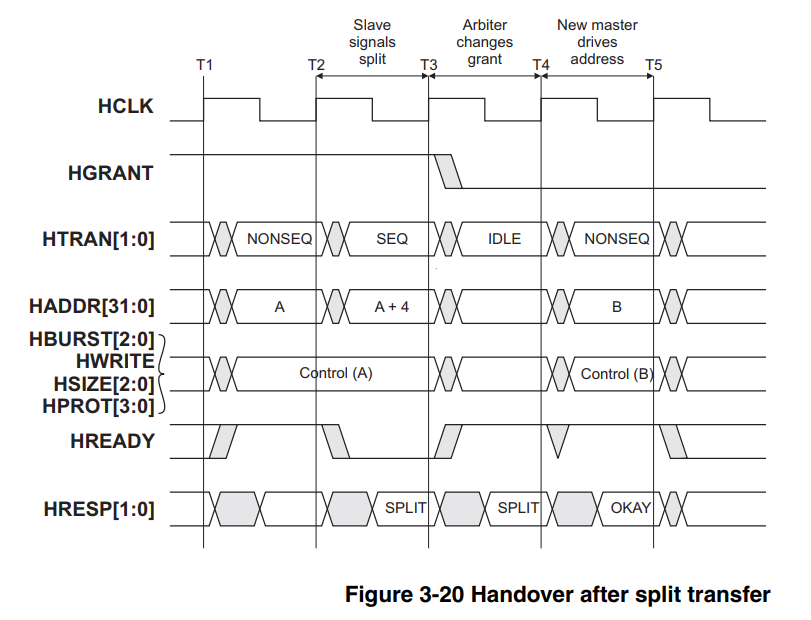 Slave
signals
split
Arbiter
changes
grant
New master
drives
address
T1
T2
T3
T4
T5
HCLK
HGRANT
HTRAN[1:0]
NONSEQ
SEQ
IDLE
NONSEQ
HADDR[31:0]
A
A + 4
B
HBURST[2:0]
HWRITE
HSIZE[2:0]
HPROT[3:0]
Control (A)
Control (B)
HREADY
HRESP[1:0]
SPLIT
SPLIT
OKAY
Figure 3-20 Handover after split transfer